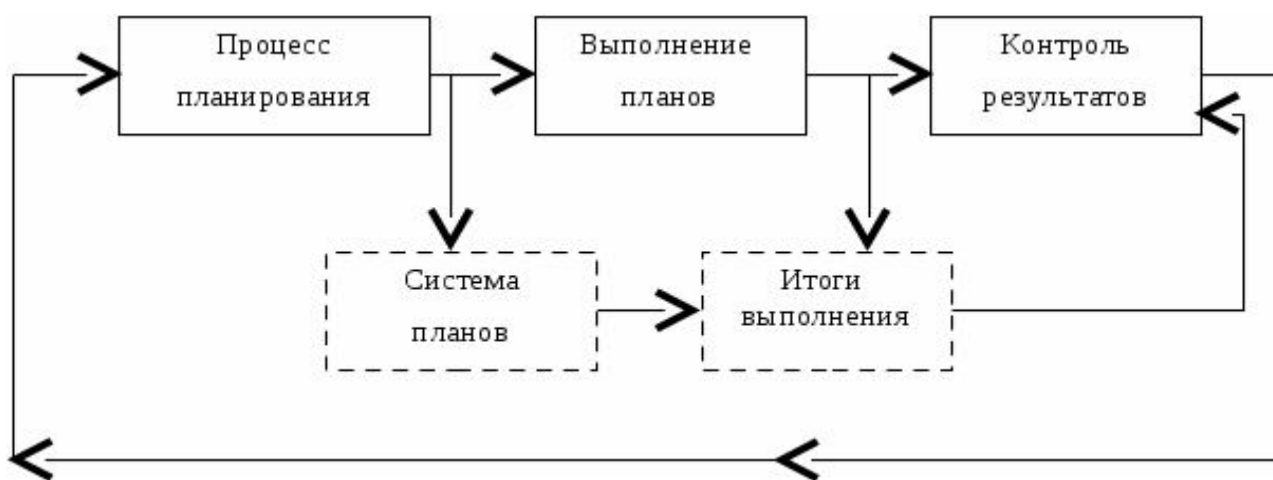 Процесс
планирования
Выполнение
планов
Контроль
результатов
Система
планов
Итоги
выполнения